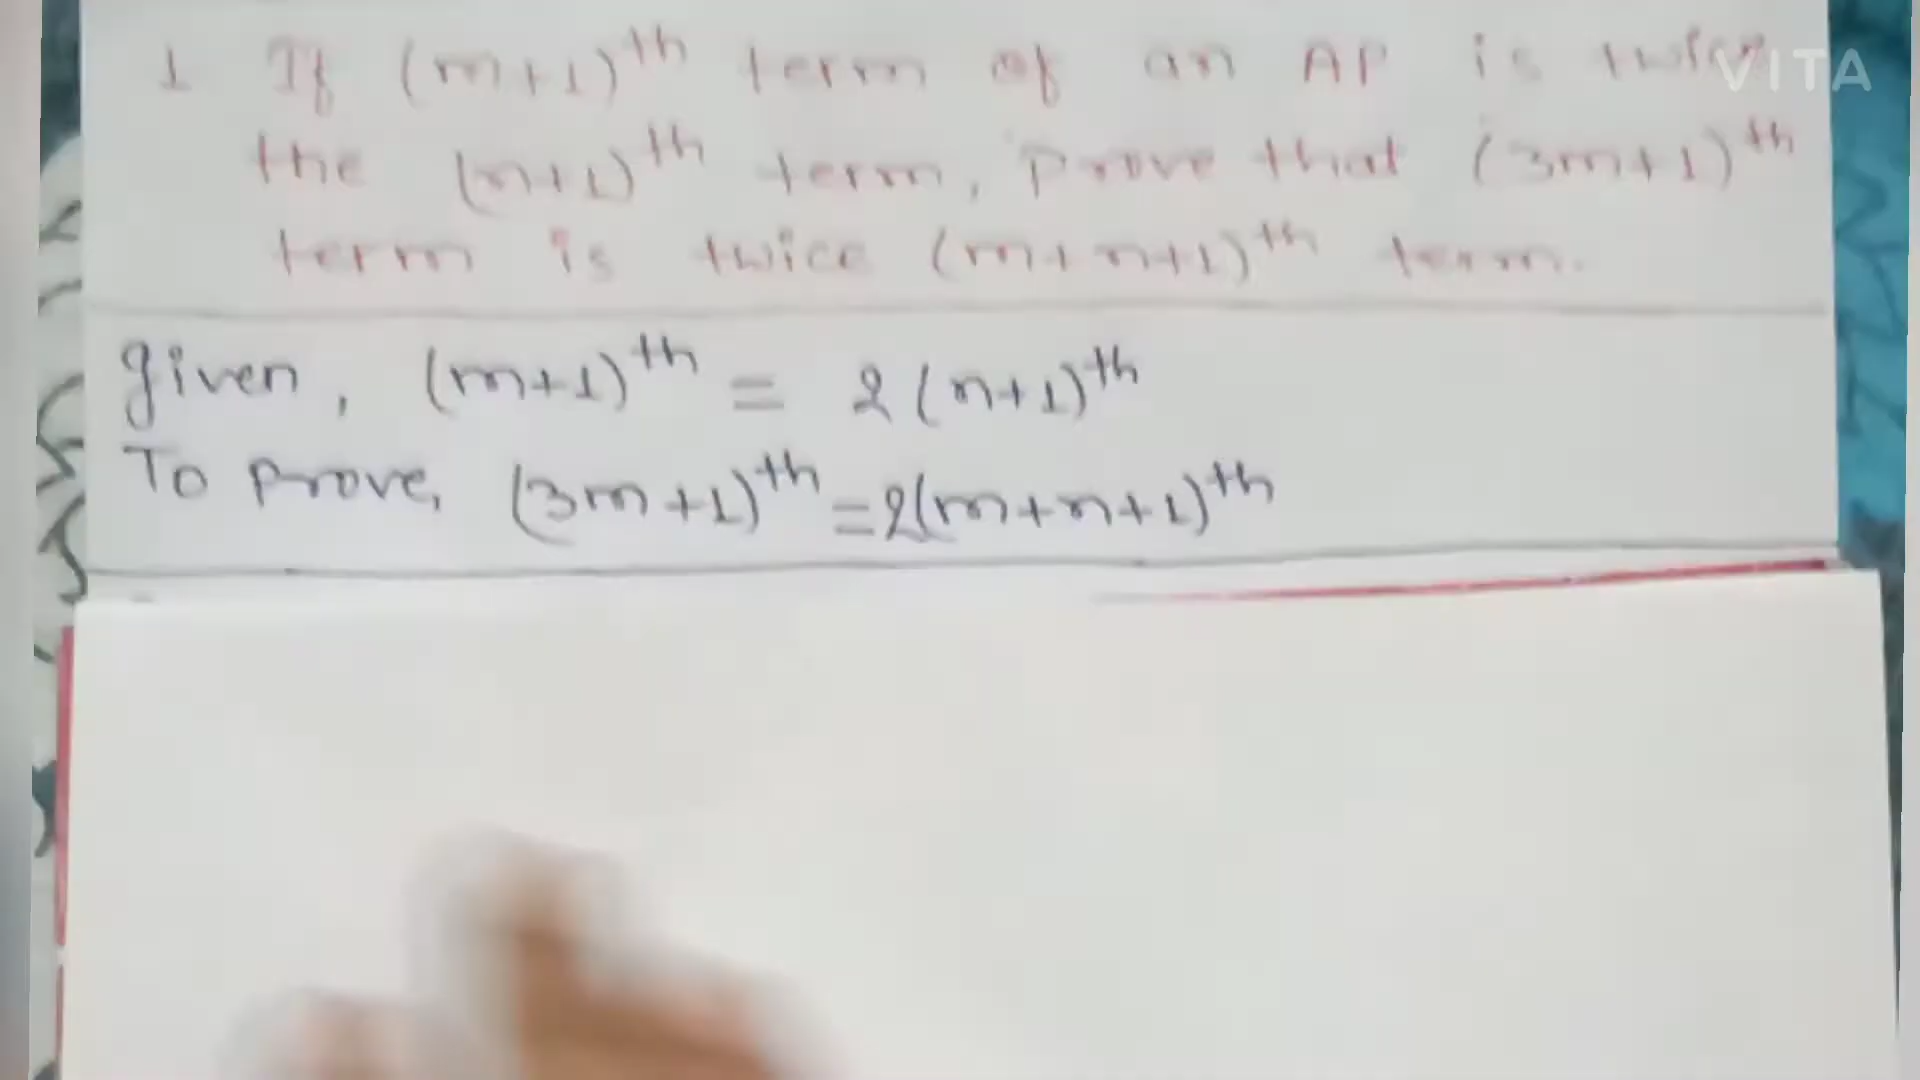 1 If (m+1)th term of an AP is twice
VITA
the (n+1)th term, Prove that (3m+1)th
term is twice (m+n+1)th term.
given, (m+1)th = 2(n+1)th
To Prove, (3m+1)th = 2(m+n+1)th